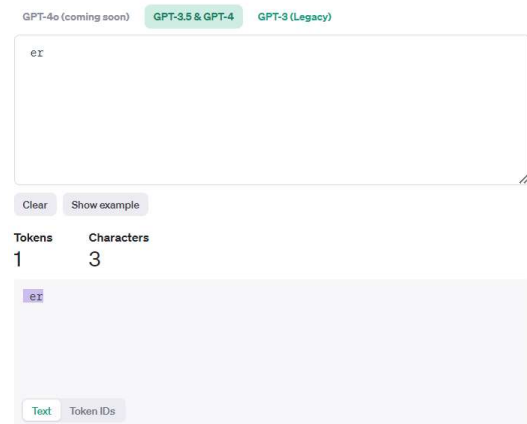 GPT-4o (coming soon) GPT-3.5 & GPT-4 GPT-3 (Legacy)
er
Clear Show example
Tokens Characters
1 3
er
Text Token IDs